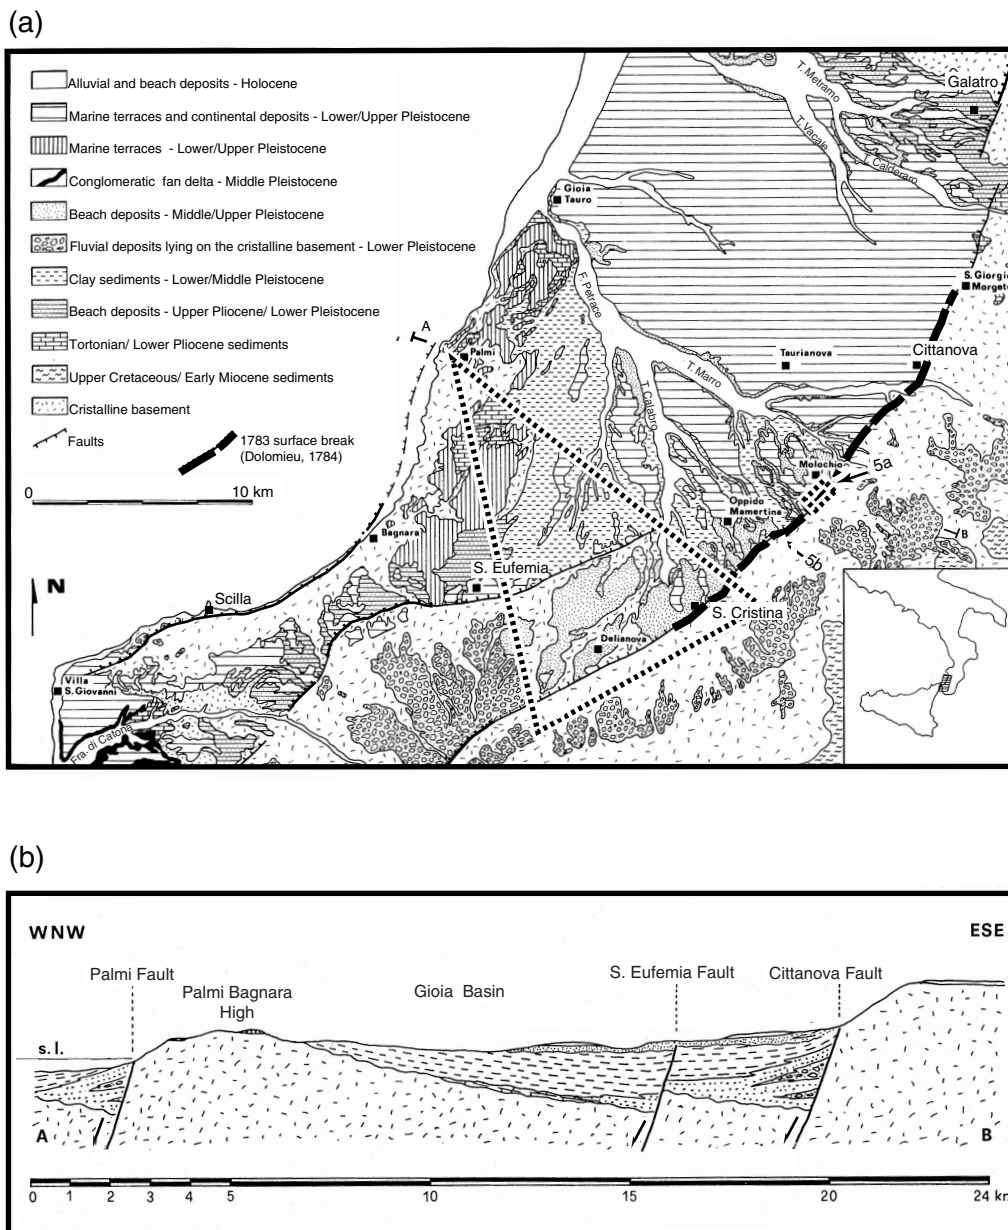 (a)
Alluvial and beach deposits - Holocene
Marine terraces and continental deposits - Lower/Upper Pleistocene
Marine terraces - Lower/Upper Pleistocene
Conglomeratic fan delta - Middle Pleistocene
Beach deposits - Middle/Upper Pleistocene
Fluvial deposits lying on the cristalline basement - Lower Pleistocene
Clay sediments - Lower/Middle Pleistocene
Beach deposits - Upper Pliocene/ Lower Pleistocene
Tortonian/ Lower Pliocene sediments
Upper Cretaceous/ Early Miocene sediments
Cristalline basement
Faults
1783 surface break
(Dolomieu, 1784)
0
10 km
N
T. Metramo
Galatro
T. Vacale
T. Calderaro
Gioia
Tauro
F. Petrace
S. Giorgio
Morgeto
A
Palmi
Taurianova
Cittanova
T. Marro
T. Calabro
Molochio
5a
Oppido
Mamertina
B
Bagnara
5b
S. Eufemia
Scilla
S. Cristina
Delianova
Villa
S. Giovanni
Fra. di Catona
(b)
WNW
ESE
Palmi Fault
S. Eufemia Fault
Cittanova Fault
Palmi Bagnara
High
Gioia Basin
s. l.
A
B
0
1
2
3
4
5
10
15
20
24 km